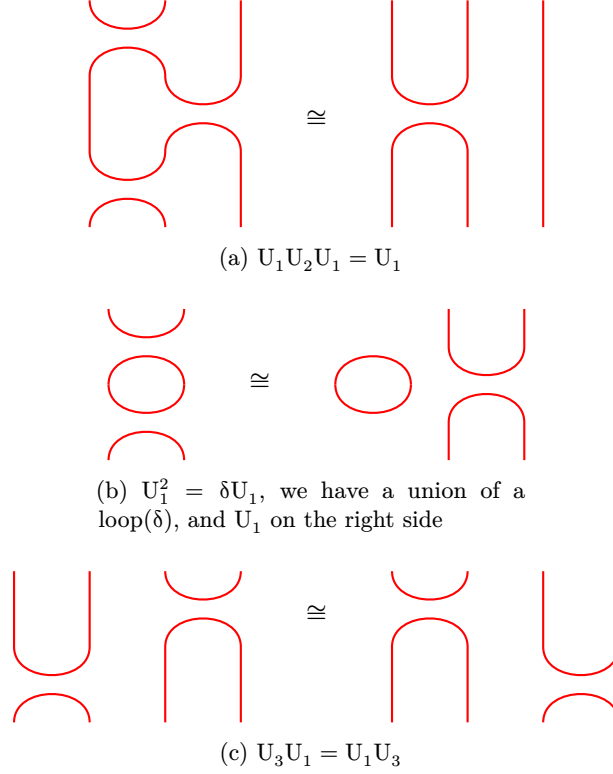 ≅
(a) U₁U₂U₁ = U₁
≅
(b) U₁² = δU₁, we have a union of a
loop(δ), and U₁ on the right side
≅
(c) U₃U₁ = U₁U₃